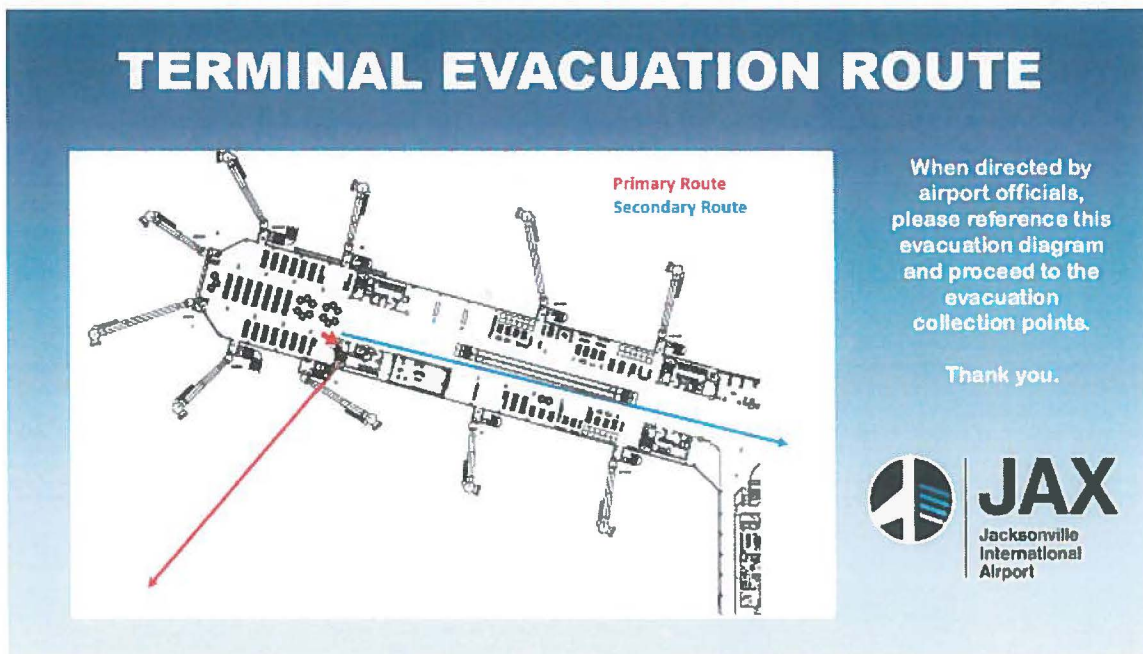 TERMINAL EVACUATION ROUTE
Primary Route
Secondary Route
When directed by
airport officials,
please reference this
evacuation diagram
and proceed to the
evacuation
collection points.
Thank you.
JAX
Jacksonville
International
Airport